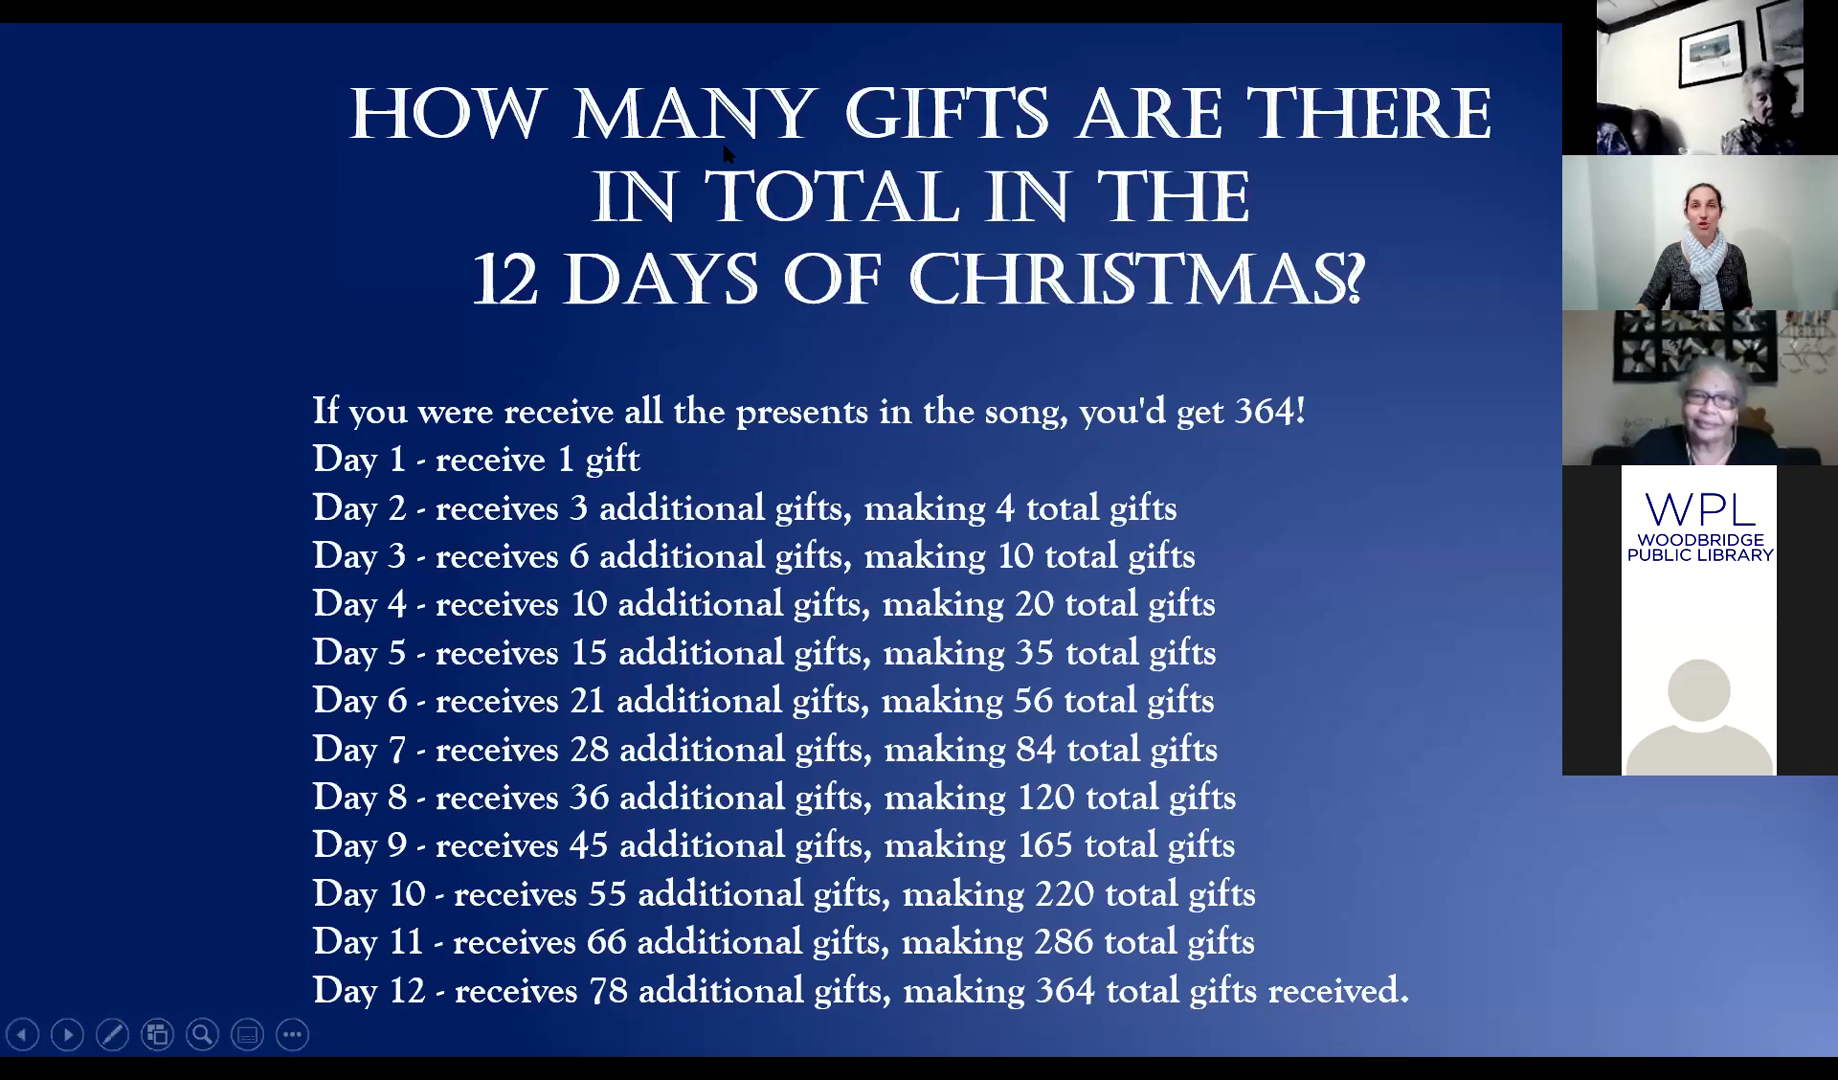 HOW MANY GIFTS ARE THERE
IN TOTAL IN THE
12 DAYS OF CHRISTMAS?
If you were receive all the presents in the song, you'd get 364!
Day 1 - receive 1 gift
Day 2 - receives 3 additional gifts, making 4 total gifts
Day 3 - receives 6 additional gifts, making 10 total gifts
Day 4 - receives 10 additional gifts, making 20 total gifts
Day 5 - receives 15 additional gifts, making 35 total gifts
Day 6 - receives 21 additional gifts, making 56 total gifts
Day 7 - receives 28 additional gifts, making 84 total gifts
Day 8 - receives 36 additional gifts, making 120 total gifts
Day 9 - receives 45 additional gifts, making 165 total gifts
Day 10 - receives 55 additional gifts, making 220 total gifts
Day 11 - receives 66 additional gifts, making 286 total gifts
Day 12 - receives 78 additional gifts, making 364 total gifts received.
WPL
WOODBRIDGE
PUBLIC LIBRARY